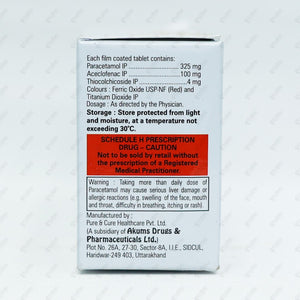 Each film coated tablet contains:
Paracetamol IP ........................ 325 mg
Aceclofenac IP ........................ 100 mg
Thiocolchicoside IP .................... 4 mg
Colours : Ferric Oxide USP-NF (Red) and
Titanium Dioxide IP
Dosage : As directed by the Physician.
Storage : Store protected from light
and moisture, at a temperature not
exceeding 30°C.
SCHEDULE H PRESCRIPTION
DRUG – CAUTION
Not to be sold by retail without
the prescription of a Registered
Medical Practitioner.
Warning : Taking more than daily dose of
Paracetamol may cause serious liver damage or
allergic reactions (e.g. swelling of the face, mouth
and throat, difficulty in breathing, itching or rash)
Manufactured by :
Pure & Cure Healthcare Pvt. Ltd.
(A subsidiary of Akums Drugs &
Pharmaceuticals Ltd.)
Plot No. 26A, 27-30, Sector-8A, I.I.E., SIDCUL,
Haridwar-249 403, Uttarakhand